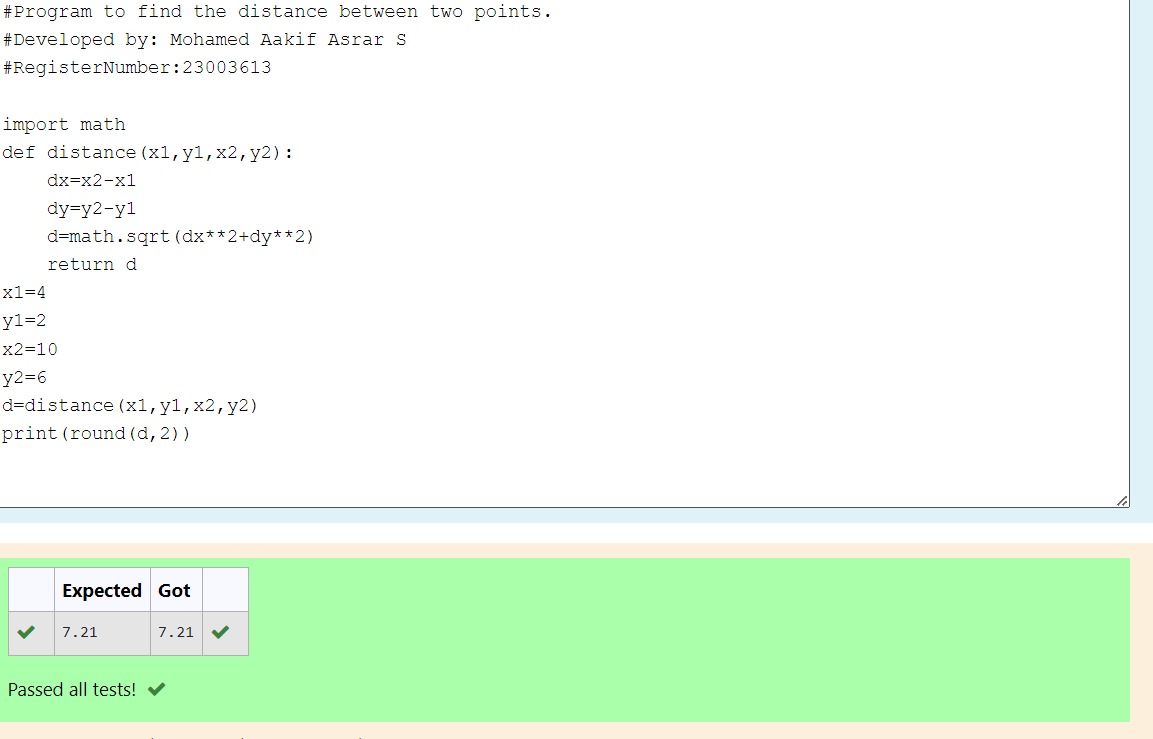 #Program to find the distance between two points.
#Developed by: Mohamed Aakif Asrar S
#RegisterNumber:23003613

import math
def distance(x1,y1,x2,y2):
    dx=x2-x1
    dy=y2-y1
    d=math.sqrt(dx**2+dy**2)
    return d
x1=4
y1=2
x2=10
y2=6
d=distance(x1,y1,x2,y2)
print(round(d,2))
Expected Got
7.21 7.21
Passed all tests!